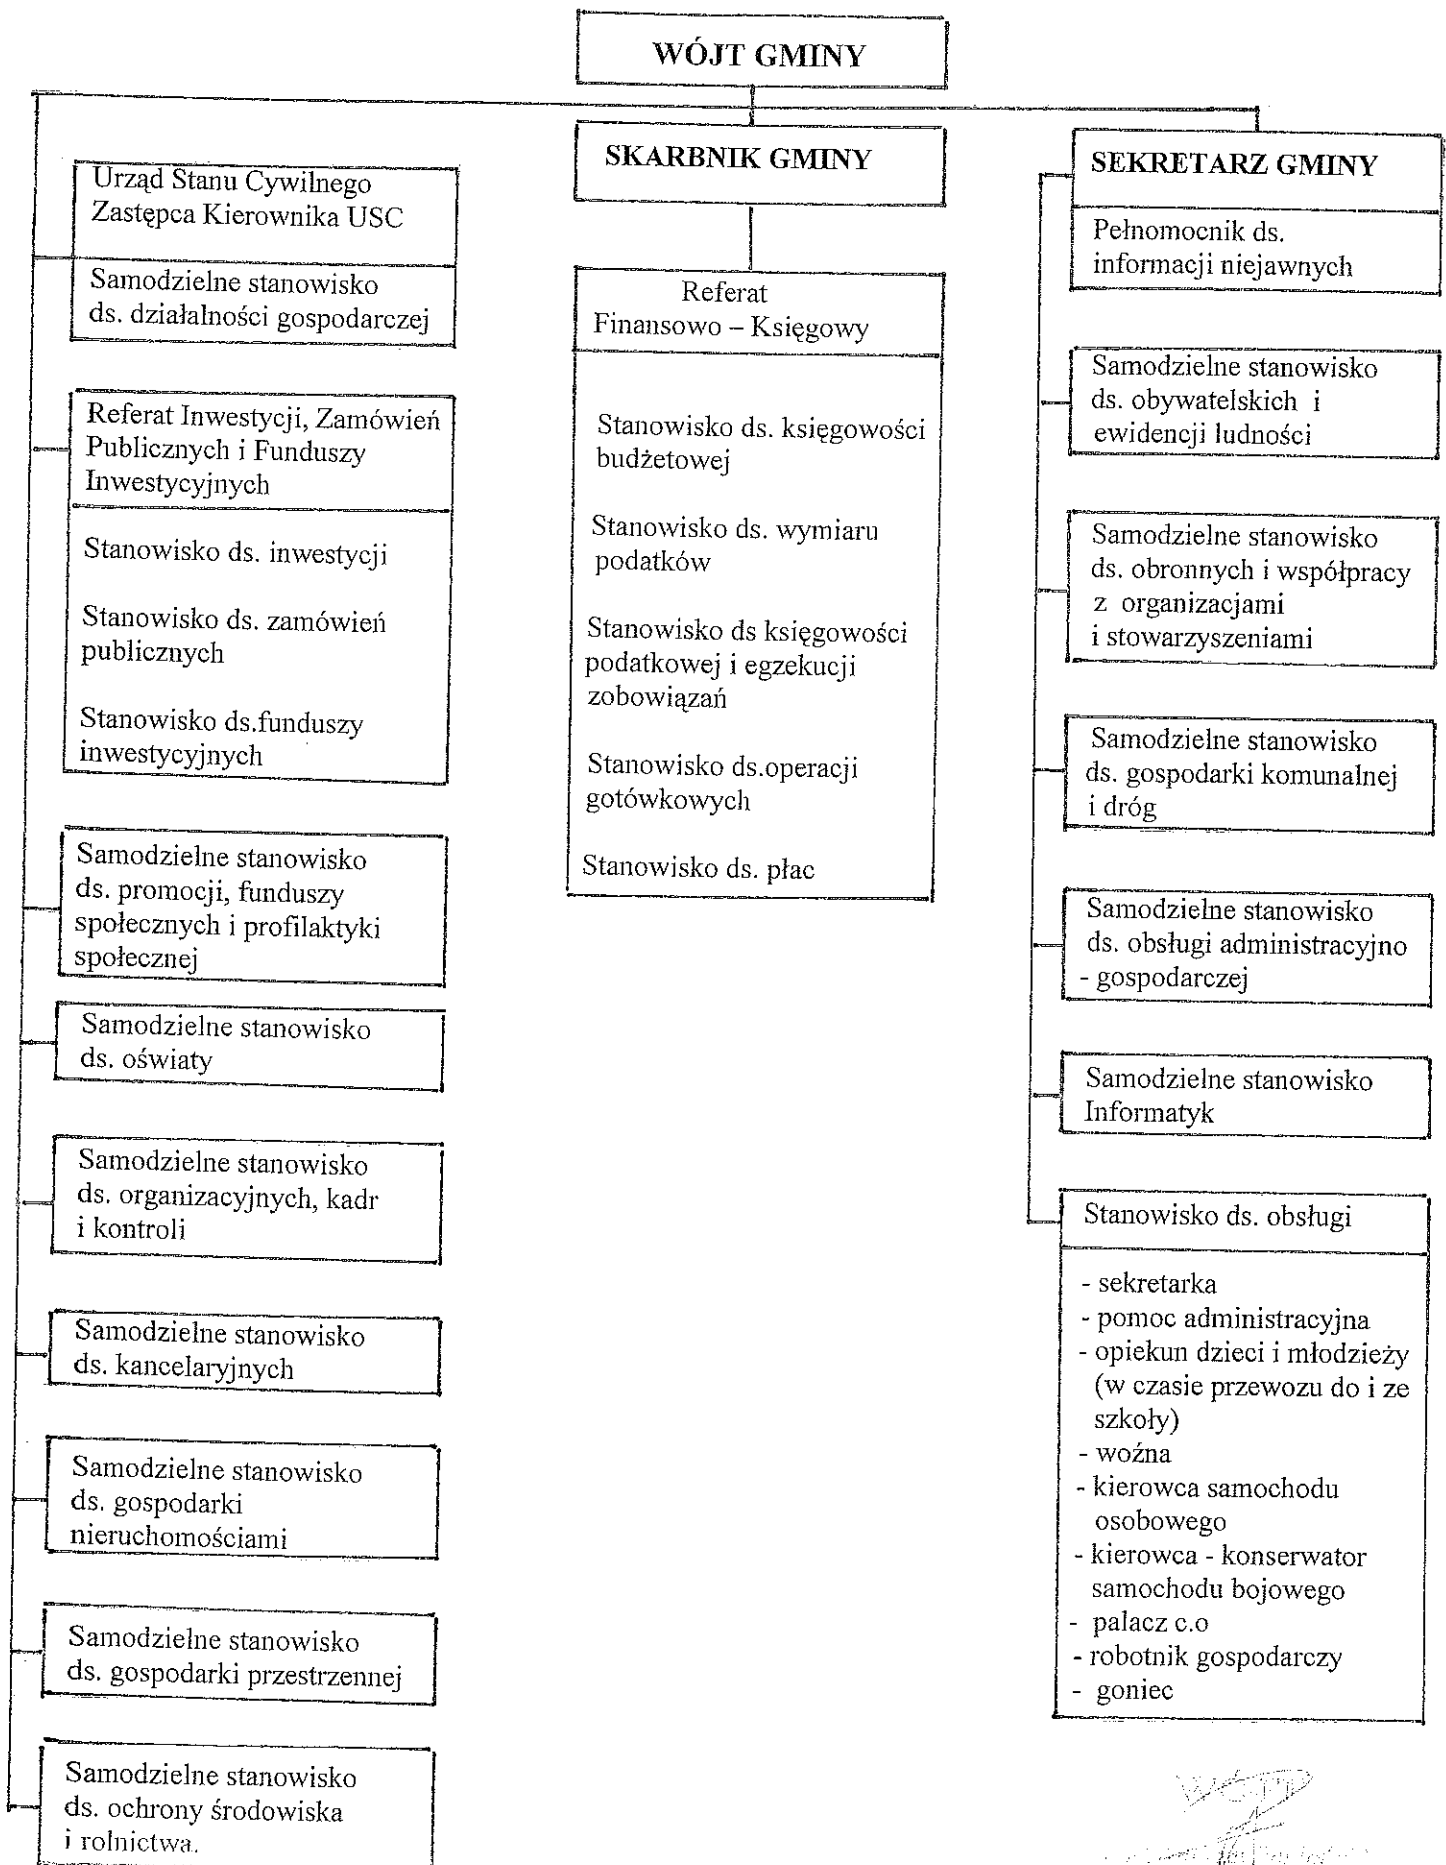 WÓJT GMINY
Urząd Stanu Cywilnego
Zastępca Kierownika USC
Samodzielne stanowisko
ds. działalności gospodarczej
Referat Inwestycji, Zamówień
Publicznych i Funduszy
Inwestycyjnych
Stanowisko ds. inwestycji
Stanowisko ds. zamówień
publicznych
Stanowisko ds.funduszy
inwestycyjnych
Samodzielne stanowisko
ds. promocji, funduszy
społecznych i profilaktyki
społecznej
Samodzielne stanowisko
ds. oświaty
Samodzielne stanowisko
ds. organizacyjnych, kadr
i kontroli
Samodzielne stanowisko
ds. kancelaryjnych
Samodzielne stanowisko
ds. gospodarki
nieruchomościami
Samodzielne stanowisko
ds. gospodarki przestrzennej
Samodzielne stanowisko
ds. ochrony środowiska
i rolnictwa.
SKARBNIK GMINY
Referat
Finansowo – Księgowy
Stanowisko ds. księgowości
budżetowej
Stanowisko ds. wymiaru
podatków
Stanowisko ds księgowości
podatkowej i egzekucji
zobowiązań
Stanowisko ds.operacji
gotówkowych
Stanowisko ds. płac
SEKRETARZ GMINY
Pełnomocnik ds.
informacji niejawnych
Samodzielne stanowisko
ds. obywatelskich i
ewidencji ludności
Samodzielne stanowisko
ds. obronnych i współpracy
z organizacjami
i stowarzyszeniami
Samodzielne stanowisko
ds. gospodarki komunalnej
i dróg
Samodzielne stanowisko
ds. obsługi administracyjno
- gospodarczej
Samodzielne stanowisko
Informatyk
Stanowisko ds. obsługi
- sekretarka
- pomoc administracyjna
- opiekun dzieci i młodzieży
(w czasie przewozu do i ze
szkoły)
- woźna
- kierowca samochodu
osobowego
- kierowca - konserwator
samochodu bojowego
- palacz c.o
- robotnik gospodarczy
- goniec
WÓJT